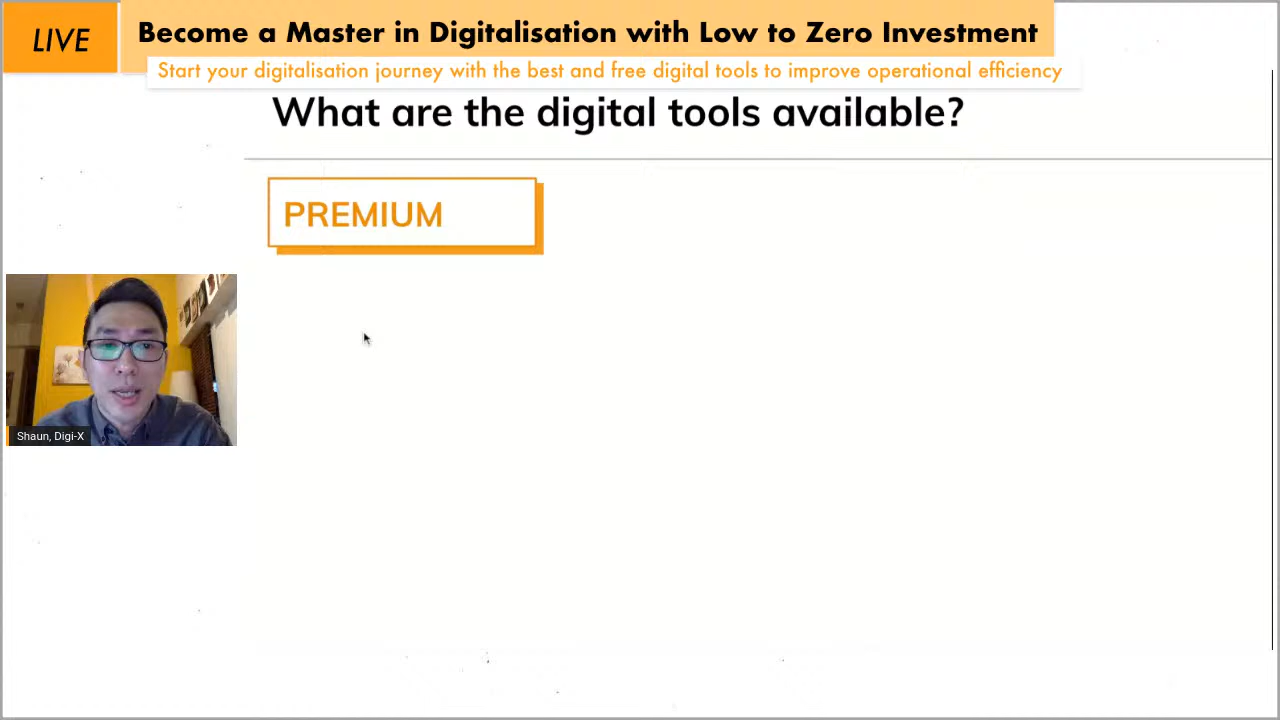 LIVE
Become a Master in Digitalisation with Low to Zero Investment
Start your digitalisation journey with the best and free digital tools to improve operational efficiency
What are the digital tools available?
PREMIUM
Shaun, Digi-X